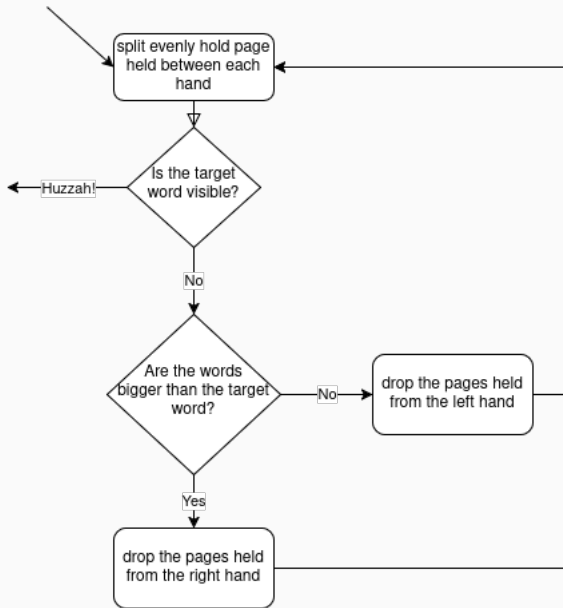 split evenly hold page
held between each
hand
Is the target
word visible?
Huzzah!
No
Are the words
bigger than the target
word?
No
drop the pages held
from the left hand
Yes
drop the pages held
from the right hand